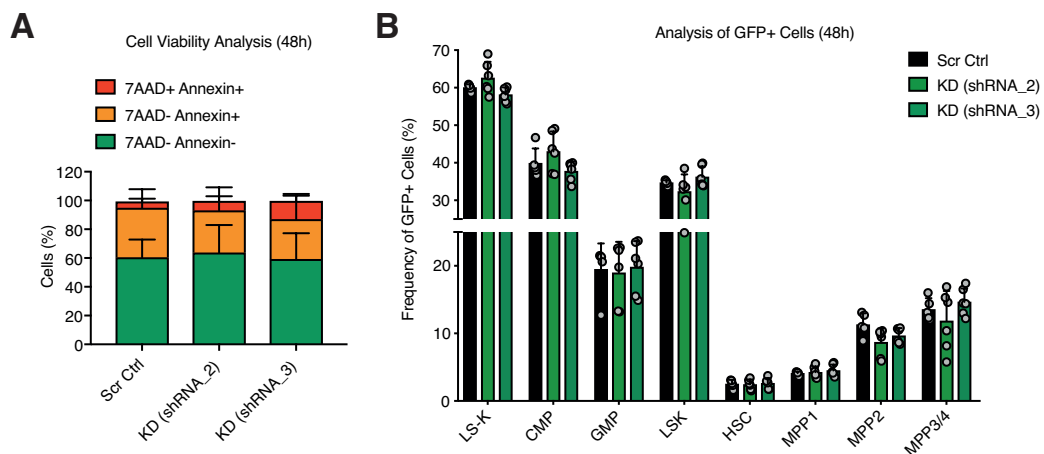 A
Cell Viability Analysis (48h)
7AAD+ Annexin+
7AAD- Annexin+
7AAD- Annexin-
Cells (%)
120
100
80
60
40
20
0
Scr Ctrl
KD (shRNA_2)
KD (shRNA_3)
B
Analysis of GFP+ Cells (48h)
Scr Ctrl
KD (shRNA_2)
KD (shRNA_3)
Frequency of GFP+ Cells (%)
70
60
50
40
30
20
10
0
LS-K
CMP
GMP
LSK
HSC
MPP1
MPP2
MPP3/4